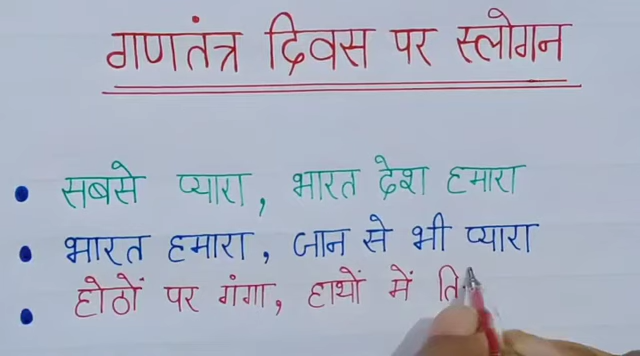 गणतंत्र दिवस पर स्लोगन
सबसे प्यारा, भारत देश हमारा
भारत हमारा, जान से भी प्यारा
होठों पर गंगा, हाथों में ति